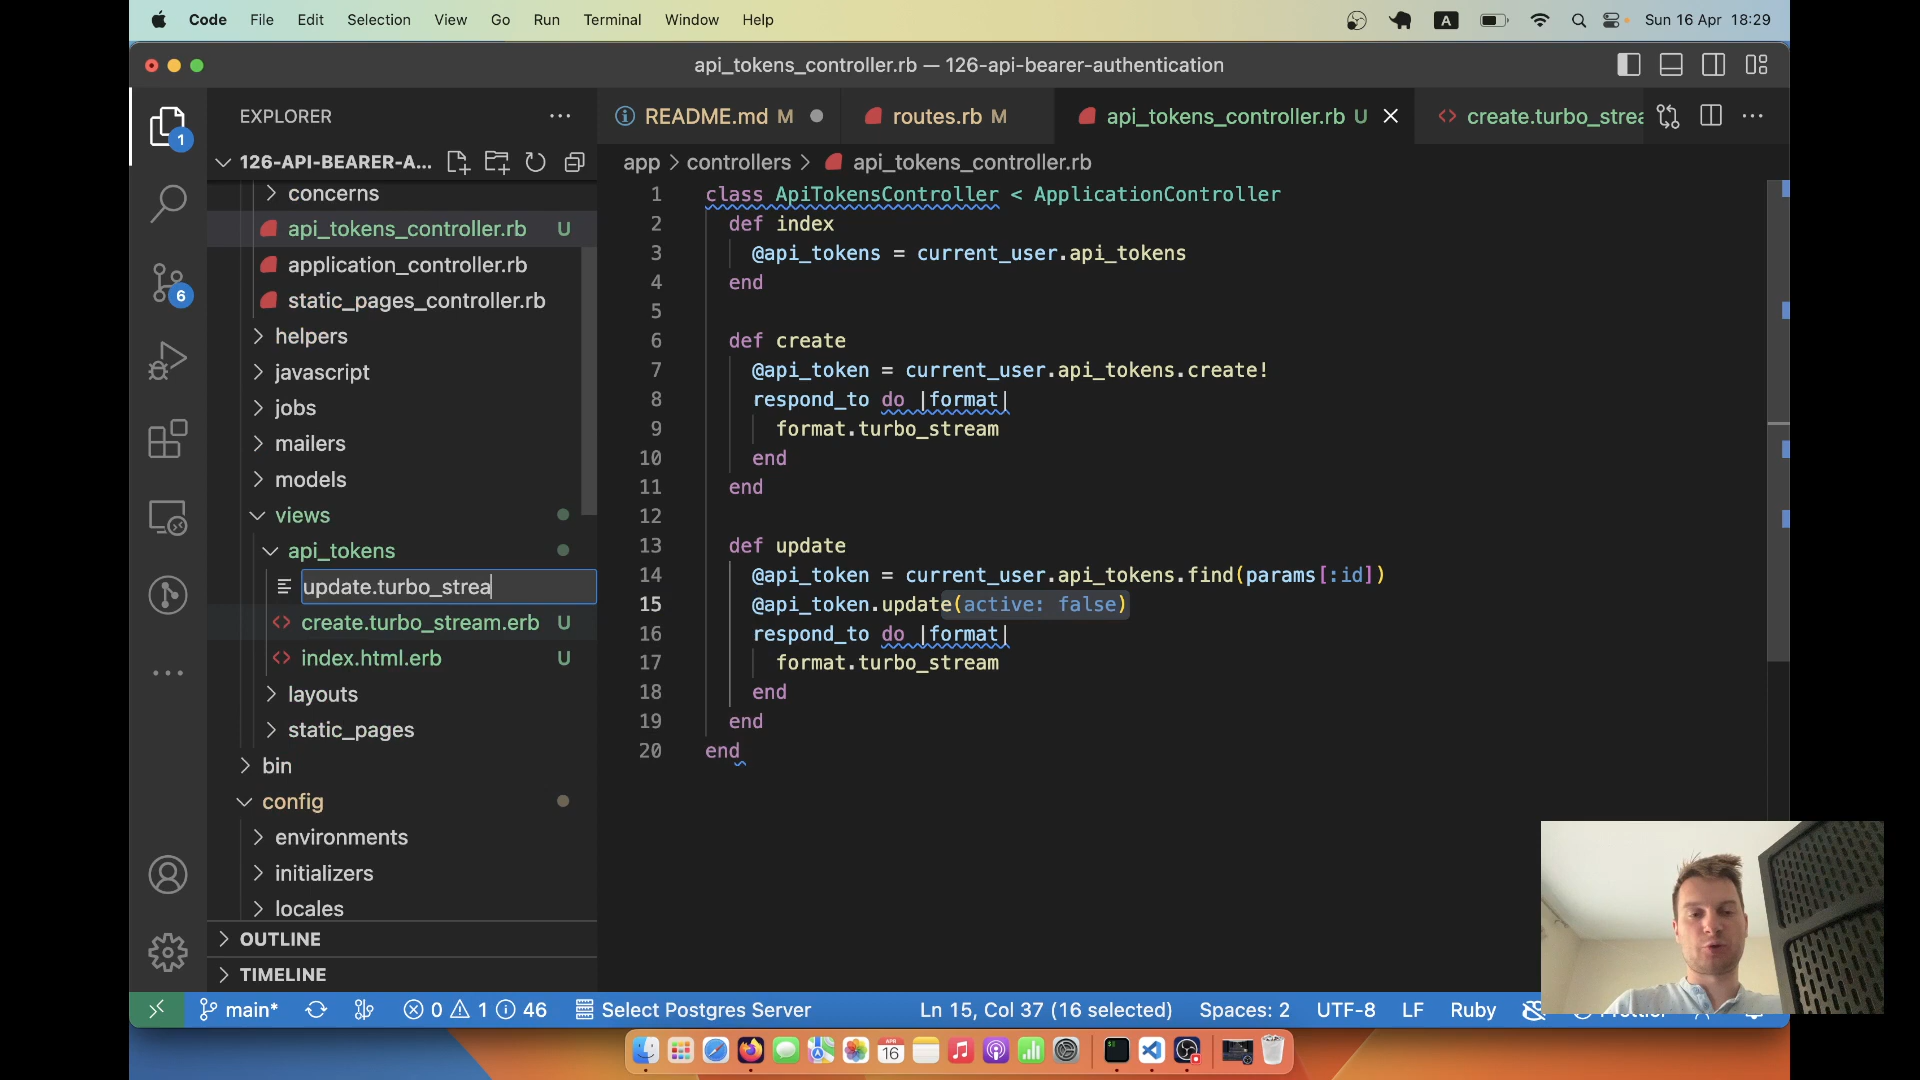 Code File Edit Selection View Go Run Terminal Window Help
A
Sun 16 Apr 18:29
api_tokens_controller.rb — 126-api-bearer-authentication
1
6
EXPLORER
126-API-BEARER-A...
concerns
api_tokens_controller.rb U
application_controller.rb
static_pages_controller.rb
helpers
javascript
jobs
mailers
models
views
api_tokens
update.turbo_strea
create.turbo_stream.erb U
index.html.erb U
layouts
static_pages
bin
config
environments
initializers
locales
OUTLINE
TIMELINE
README.md M
routes.rb M
api_tokens_controller.rb U
create.turbo_strea
app > controllers > api_tokens_controller.rb
1 class ApiTokensController < ApplicationController
2 def index
3 @api_tokens = current_user.api_tokens
4 end
5
6 def create
7 @api_token = current_user.api_tokens.create!
8 respond_to do |format|
9 format.turbo_stream
10 end
11 end
12
13 def update
14 @api_token = current_user.api_tokens.find(params[:id])
15 @api_token.update(active: false)
16 respond_to do |format|
17 format.turbo_stream
18 end
19 end
20 end
main* 0 1 46 Select Postgres Server Ln 15, Col 37 (16 selected) Spaces: 2 UTF-8 LF Ruby
APR
16